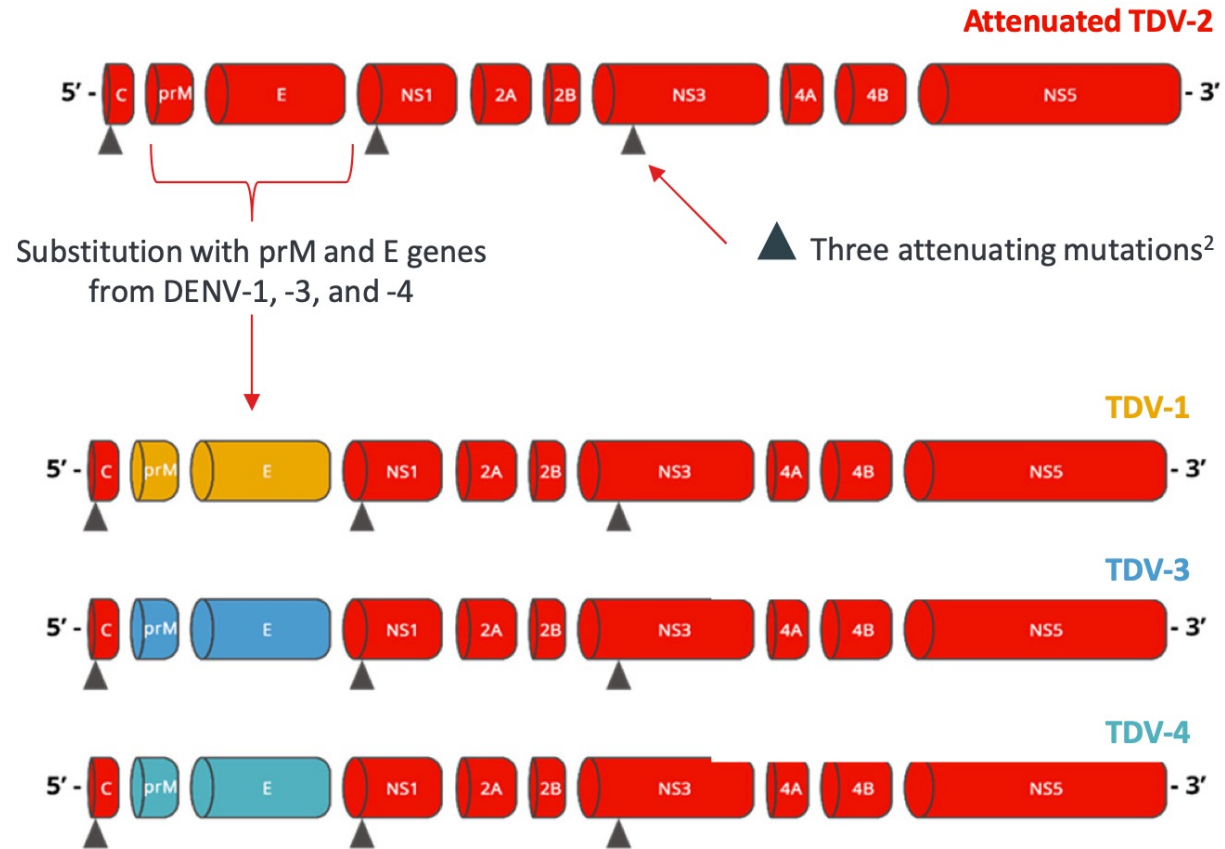 Attenuated TDV-2
5′ - C prM E NS1 2A 2B NS3 4A 4B NS5 - 3′
Substitution with prM and E genes
from DENV-1, -3, and -4
Three attenuating mutations²
TDV-1
5′ - C prM E NS1 2A 2B NS3 4A 4B NS5 - 3′
TDV-3
5′ - C prM E NS1 2A 2B NS3 4A 4B NS5 - 3′
TDV-4
5′ - C prM E NS1 2A 2B NS3 4A 4B NS5 - 3′